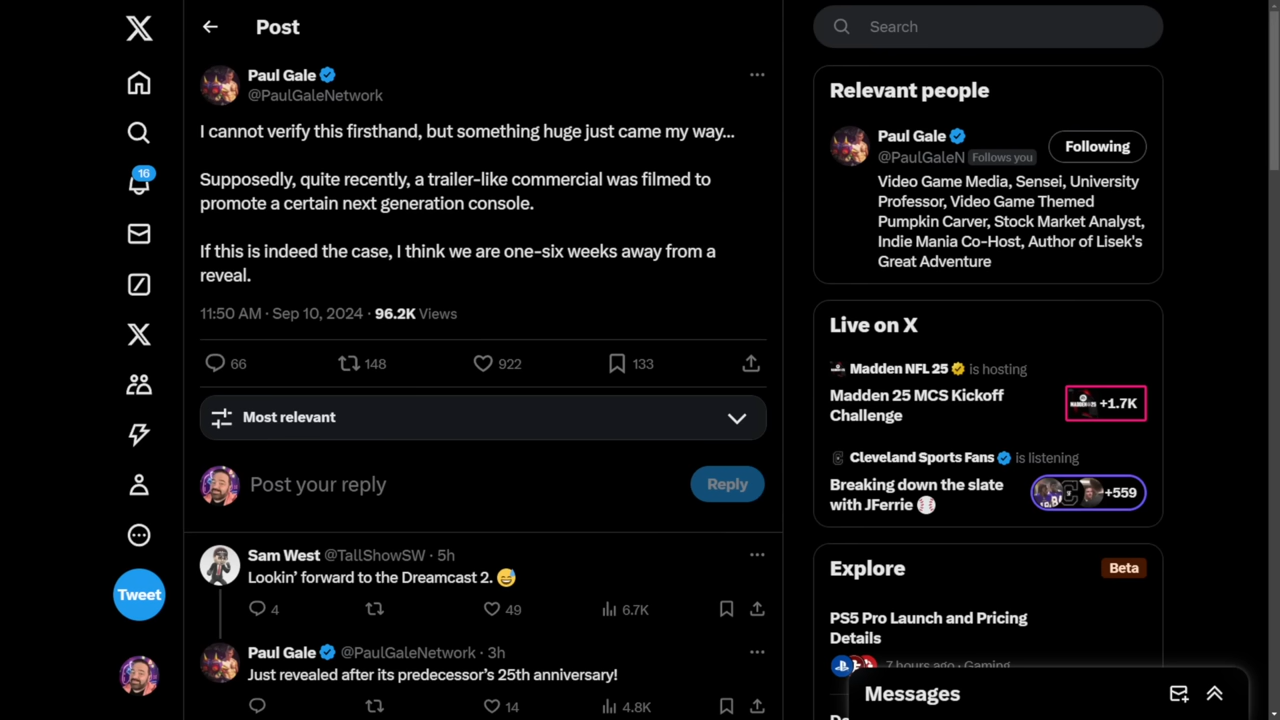 Post
Paul Gale
@PaulGaleNetwork
I cannot verify this firsthand, but something huge just came my way...
Supposedly, quite recently, a trailer-like commercial was filmed to
promote a certain next generation console.
If this is indeed the case, I think we are one-six weeks away from a
reveal.
11:50 AM · Sep 10, 2024 · 96.2K Views
66 148 922 133
Most relevant
Post your reply
Reply
Sam West @TallShowSW · 5h
Lookin’ forward to the Dreamcast 2. 😅
4 49 6.7K
Paul Gale @PaulGaleNetwork · 3h
Just revealed after its predecessor’s 25th anniversary!
14 4.8K
16
Tweet
Search
Relevant people
Paul Gale
@PaulGaleN Follows you
Following
Video Game Media, Sensei, University
Professor, Video Game Themed
Pumpkin Carver, Stock Market Analyst,
Indie Mania Co-Host, Author of Lisek's
Great Adventure
Live on X
Madden NFL 25 is hosting
Madden 25 MCS Kickoff
Challenge
+1.7K
Cleveland Sports Fans is listening
Breaking down the slate
with JFerrie ⚾
+559
Explore
Beta
PS5 Pro Launch and Pricing
Details
7 hours ago · Gaming
Messages